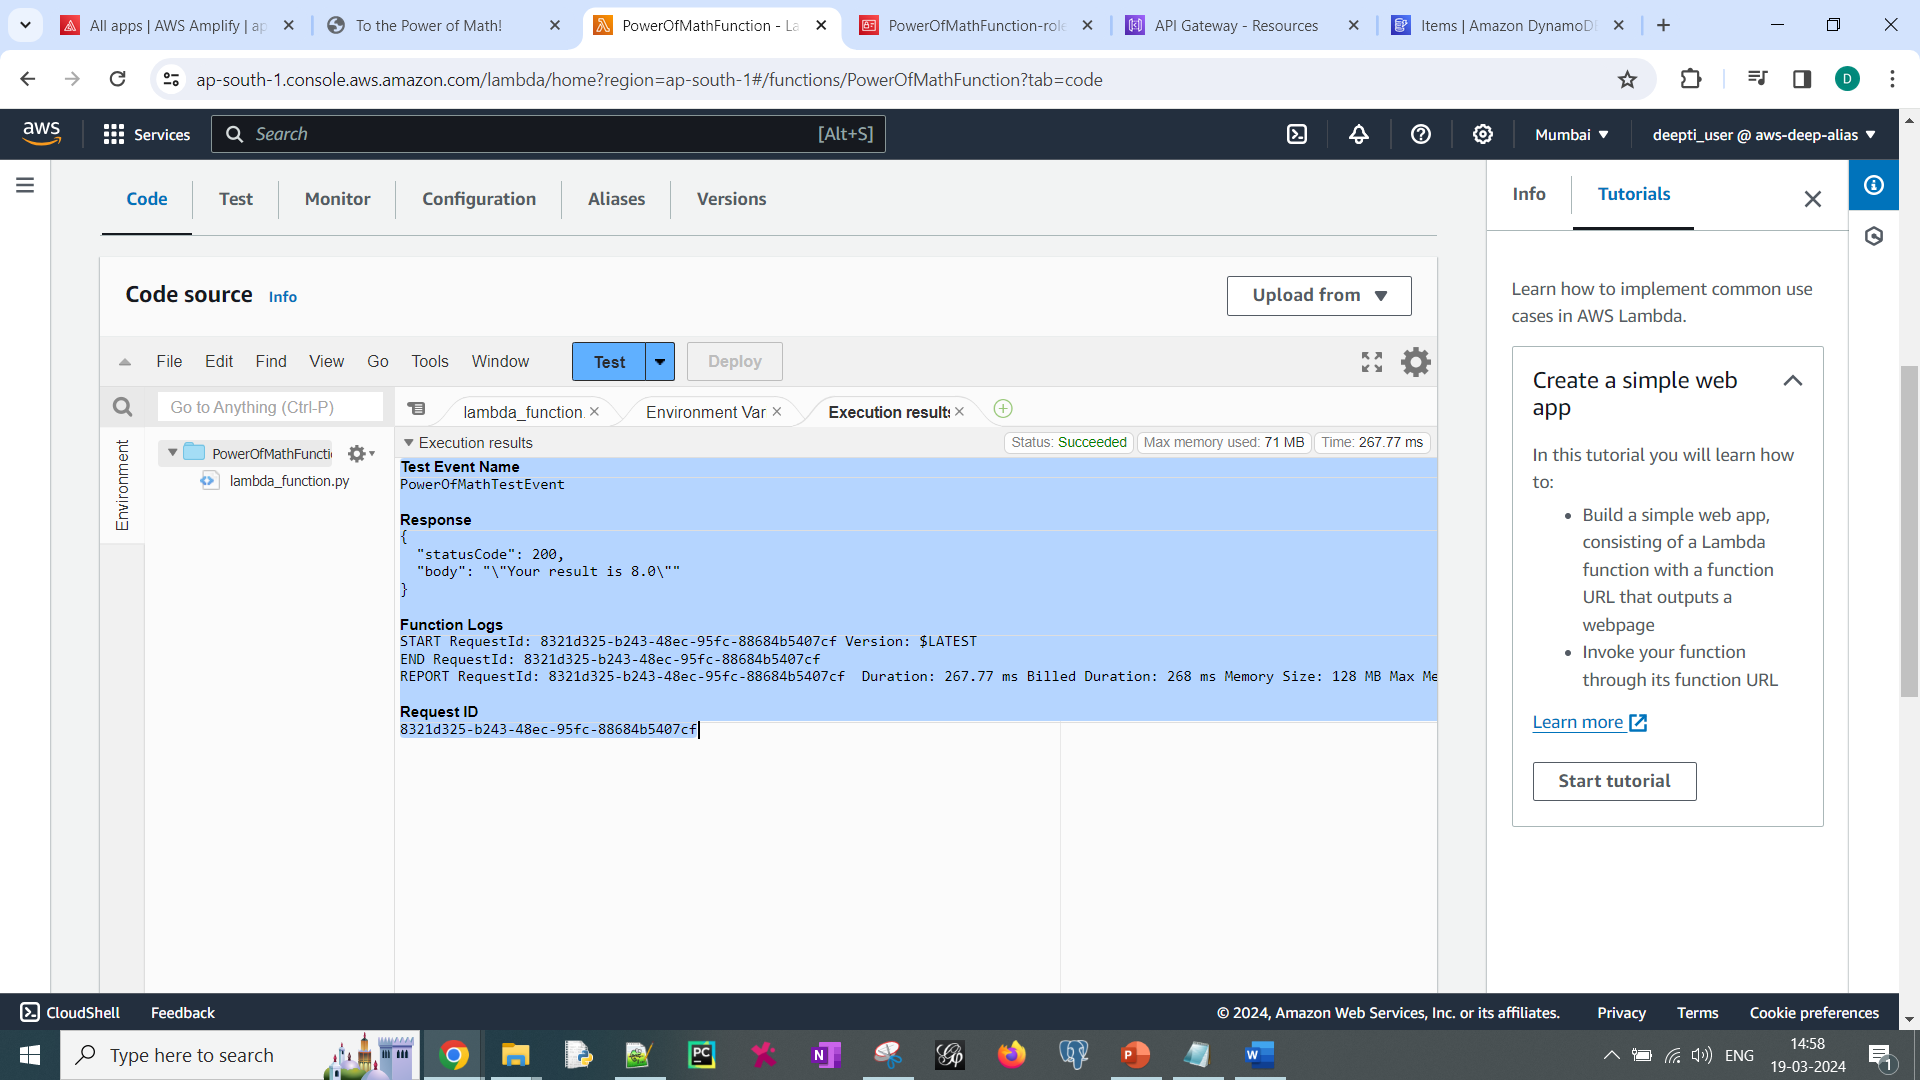 All apps | AWS Amplify | ap
To the Power of Math!
PowerOfMathFunction - La
PowerOfMathFunction-role
API Gateway - Resources
Items | Amazon DynamoDB
ap-south-1.console.aws.amazon.com/lambda/home?region=ap-south-1#/functions/PowerOfMathFunction?tab=code
D
aws
Services
Search
[Alt+S]
Mumbai
deepti_user @ aws-deep-alias
Code
Test
Monitor
Configuration
Aliases
Versions
Info
Tutorials
Code source Info
Upload from
File Edit Find View Go Tools Window
Test
Deploy
Go to Anything (Ctrl-P)
lambda_function.
Environment Var
Execution results
Environment
PowerOfMathFuncti
lambda_function.py
Execution results
Status: Succeeded
Max memory used: 71 MB
Time: 267.77 ms
Test Event Name
PowerOfMathTestEvent
Response
{
"statusCode": 200,
"body": "\"Your result is 8.0\""
}
Function Logs
START RequestId: 8321d325-b243-48ec-95fc-88684b5407cf Version: $LATEST
END RequestId: 8321d325-b243-48ec-95fc-88684b5407cf
REPORT RequestId: 8321d325-b243-48ec-95fc-88684b5407cf Duration: 267.77 ms Billed Duration: 268 ms Memory Size: 128 MB Max Me
Request ID
8321d325-b243-48ec-95fc-88684b5407cf
Learn how to implement common use
cases in AWS Lambda.
Create a simple web
app
In this tutorial you will learn how
to:
• Build a simple web app,
consisting of a Lambda
function with a function
URL that outputs a
webpage
• Invoke your function
through its function URL
Learn more
Start tutorial
CloudShell
Feedback
© 2024, Amazon Web Services, Inc. or its affiliates.
Privacy
Terms
Cookie preferences
Type here to search
PC
N
P
W
ENG
14:58
19-03-2024
1